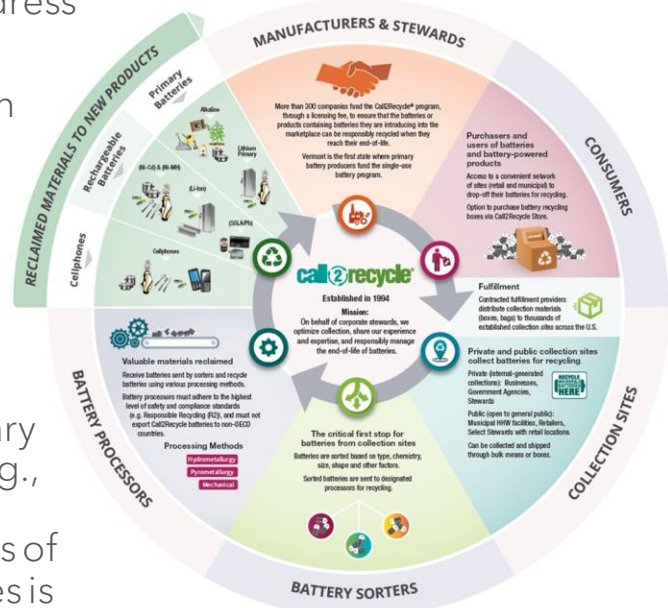 dress
n
ary
g.,
s of
es is
MANUFACTURERS & STEWARDS
More than 300 companies fund the Call2Recycle® program,
through a licensing fee, to ensure that the batteries or
products containing batteries they are introducing into the
marketplace can be responsibly recycled when they
reach their end-of-life.
Vermont is the first state where primary
battery producers fund the single-use
battery program.
CONSUMERS
Purchasers and
users of batteries
and battery-powered
products
Access to a convenient network
of sites (retail and municipal) to
drop-off their batteries for recycling.
Option to purchase battery recycling
boxes via Call2Recycle Store.
Fulfillment
Contracted fulfillment providers
distribute collection materials
(boxes, bags) to thousands of
established collection sites across the U.S.
COLLECTION SITES
Private and public collection sites
collect batteries for recycling
Private (internal-generated
collections): Businesses,
Government Agencies,
Stewards
Public (open to general public):
Municipal HHW facilities, Retailers,
Select Stewards with retail locations
Can be collected and shipped
through bulk means or boxes.
RECYCLE
HERE
BATTERY SORTERS
The critical first stop for
batteries from collection sites
Batteries are sorted based on type, chemistry,
size, shape and other factors.
Sorted batteries are sent to designated
processors for recycling.
BATTERY PROCESSORS
Valuable materials reclaimed
Receive batteries sent by sorters and recycle
batteries using various processing methods.
Battery processors must adhere to the highest
level of safety and compliance standards
(e.g. Responsible Recycling (R2)), and must not
export Call2Recycle batteries to non-OECD
countries.
Processing Methods
Hydrometallurgy
Pyrometallurgy
Mechanical
RECLAIMED MATERIALS TO NEW PRODUCTS
Cellphones
Rechargeable
Batteries
Primary
Batteries
Alkaline
Lithium
Primary
(Ni-Cd) & (Ni-MH)
(Li-Ion)
(SSLA/Pb)
Cellphones
call2recycle®
Established in 1994
Mission:
On behalf of corporate stewards, we
optimize collection, share our experience
and expertise, and responsibly manage
the end-of-life of batteries.